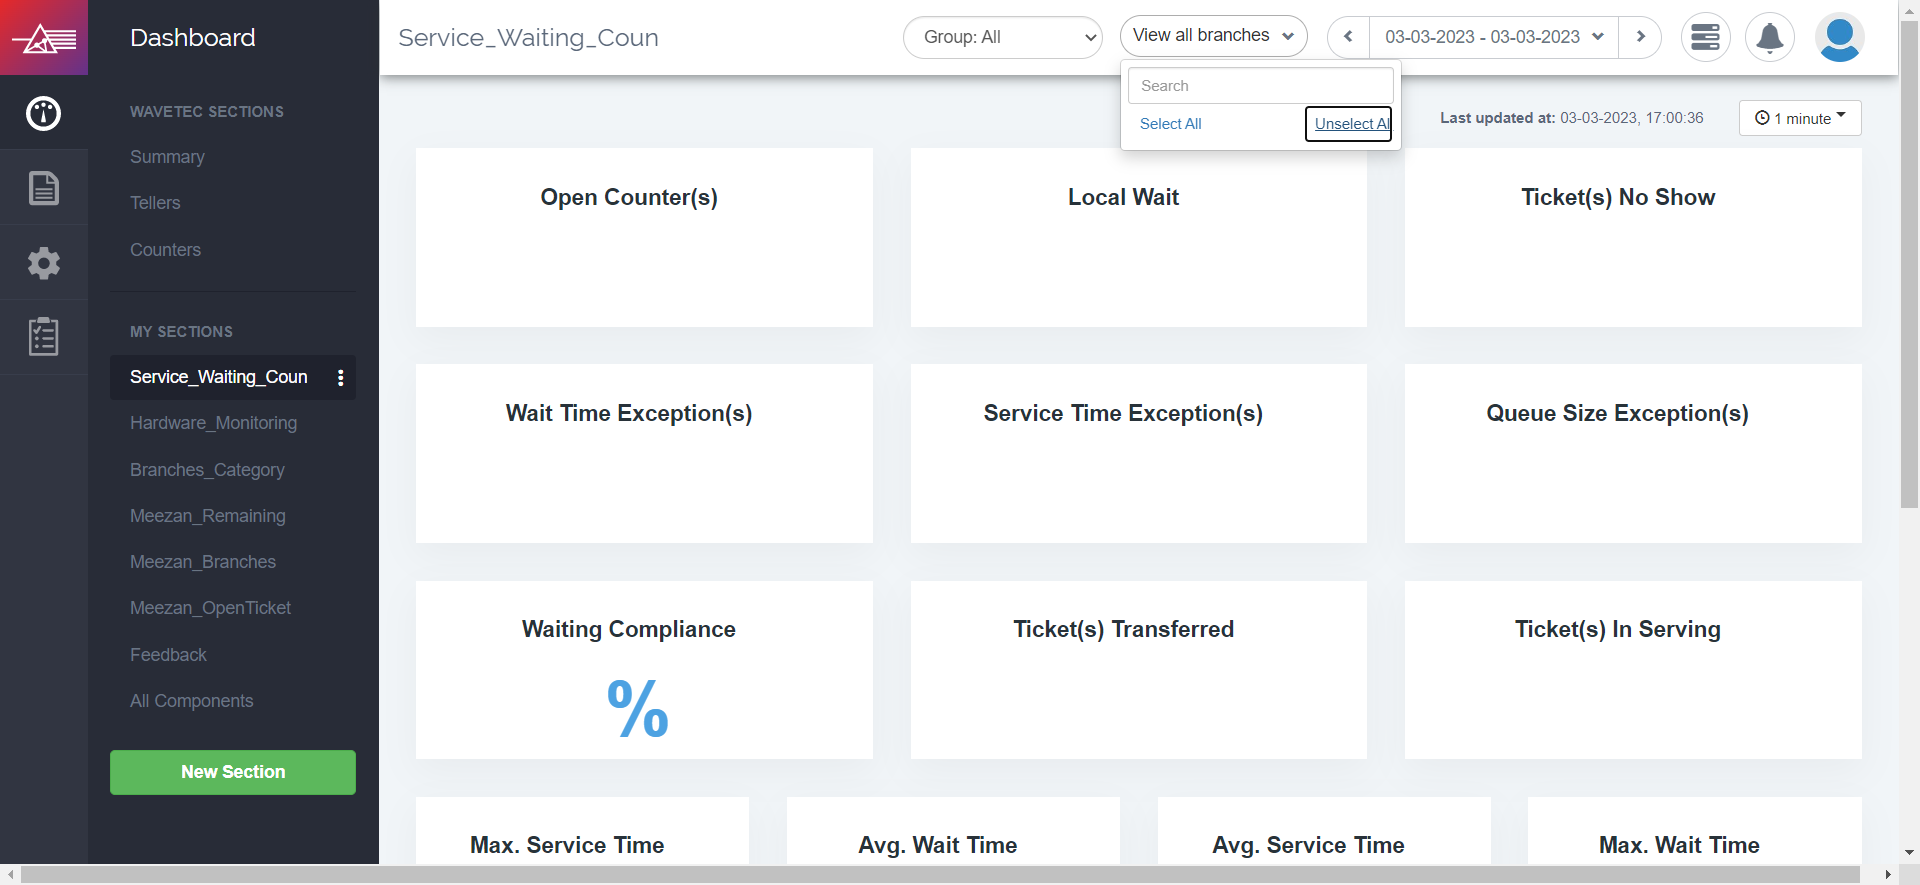 Dashboard
WAVETEC SECTIONS
Summary
Tellers
Counters
MY SECTIONS
Service_Waiting_Coun
Hardware_Monitoring
Branches_Category
Meezan_Remaining
Meezan_Branches
Meezan_OpenTicket
Feedback
All Components
New Section
Service_Waiting_Coun
Group: All
View all branches
03-03-2023 - 03-03-2023
Search
Select All
Unselect Al
Last updated at: 03-03-2023, 17:00:36
1 minute
Open Counter(s)
Local Wait
Ticket(s) No Show
Wait Time Exception(s)
Service Time Exception(s)
Queue Size Exception(s)
Waiting Compliance
%
Ticket(s) Transferred
Ticket(s) In Serving
Max. Service Time
Avg. Wait Time
Avg. Service Time
Max. Wait Time